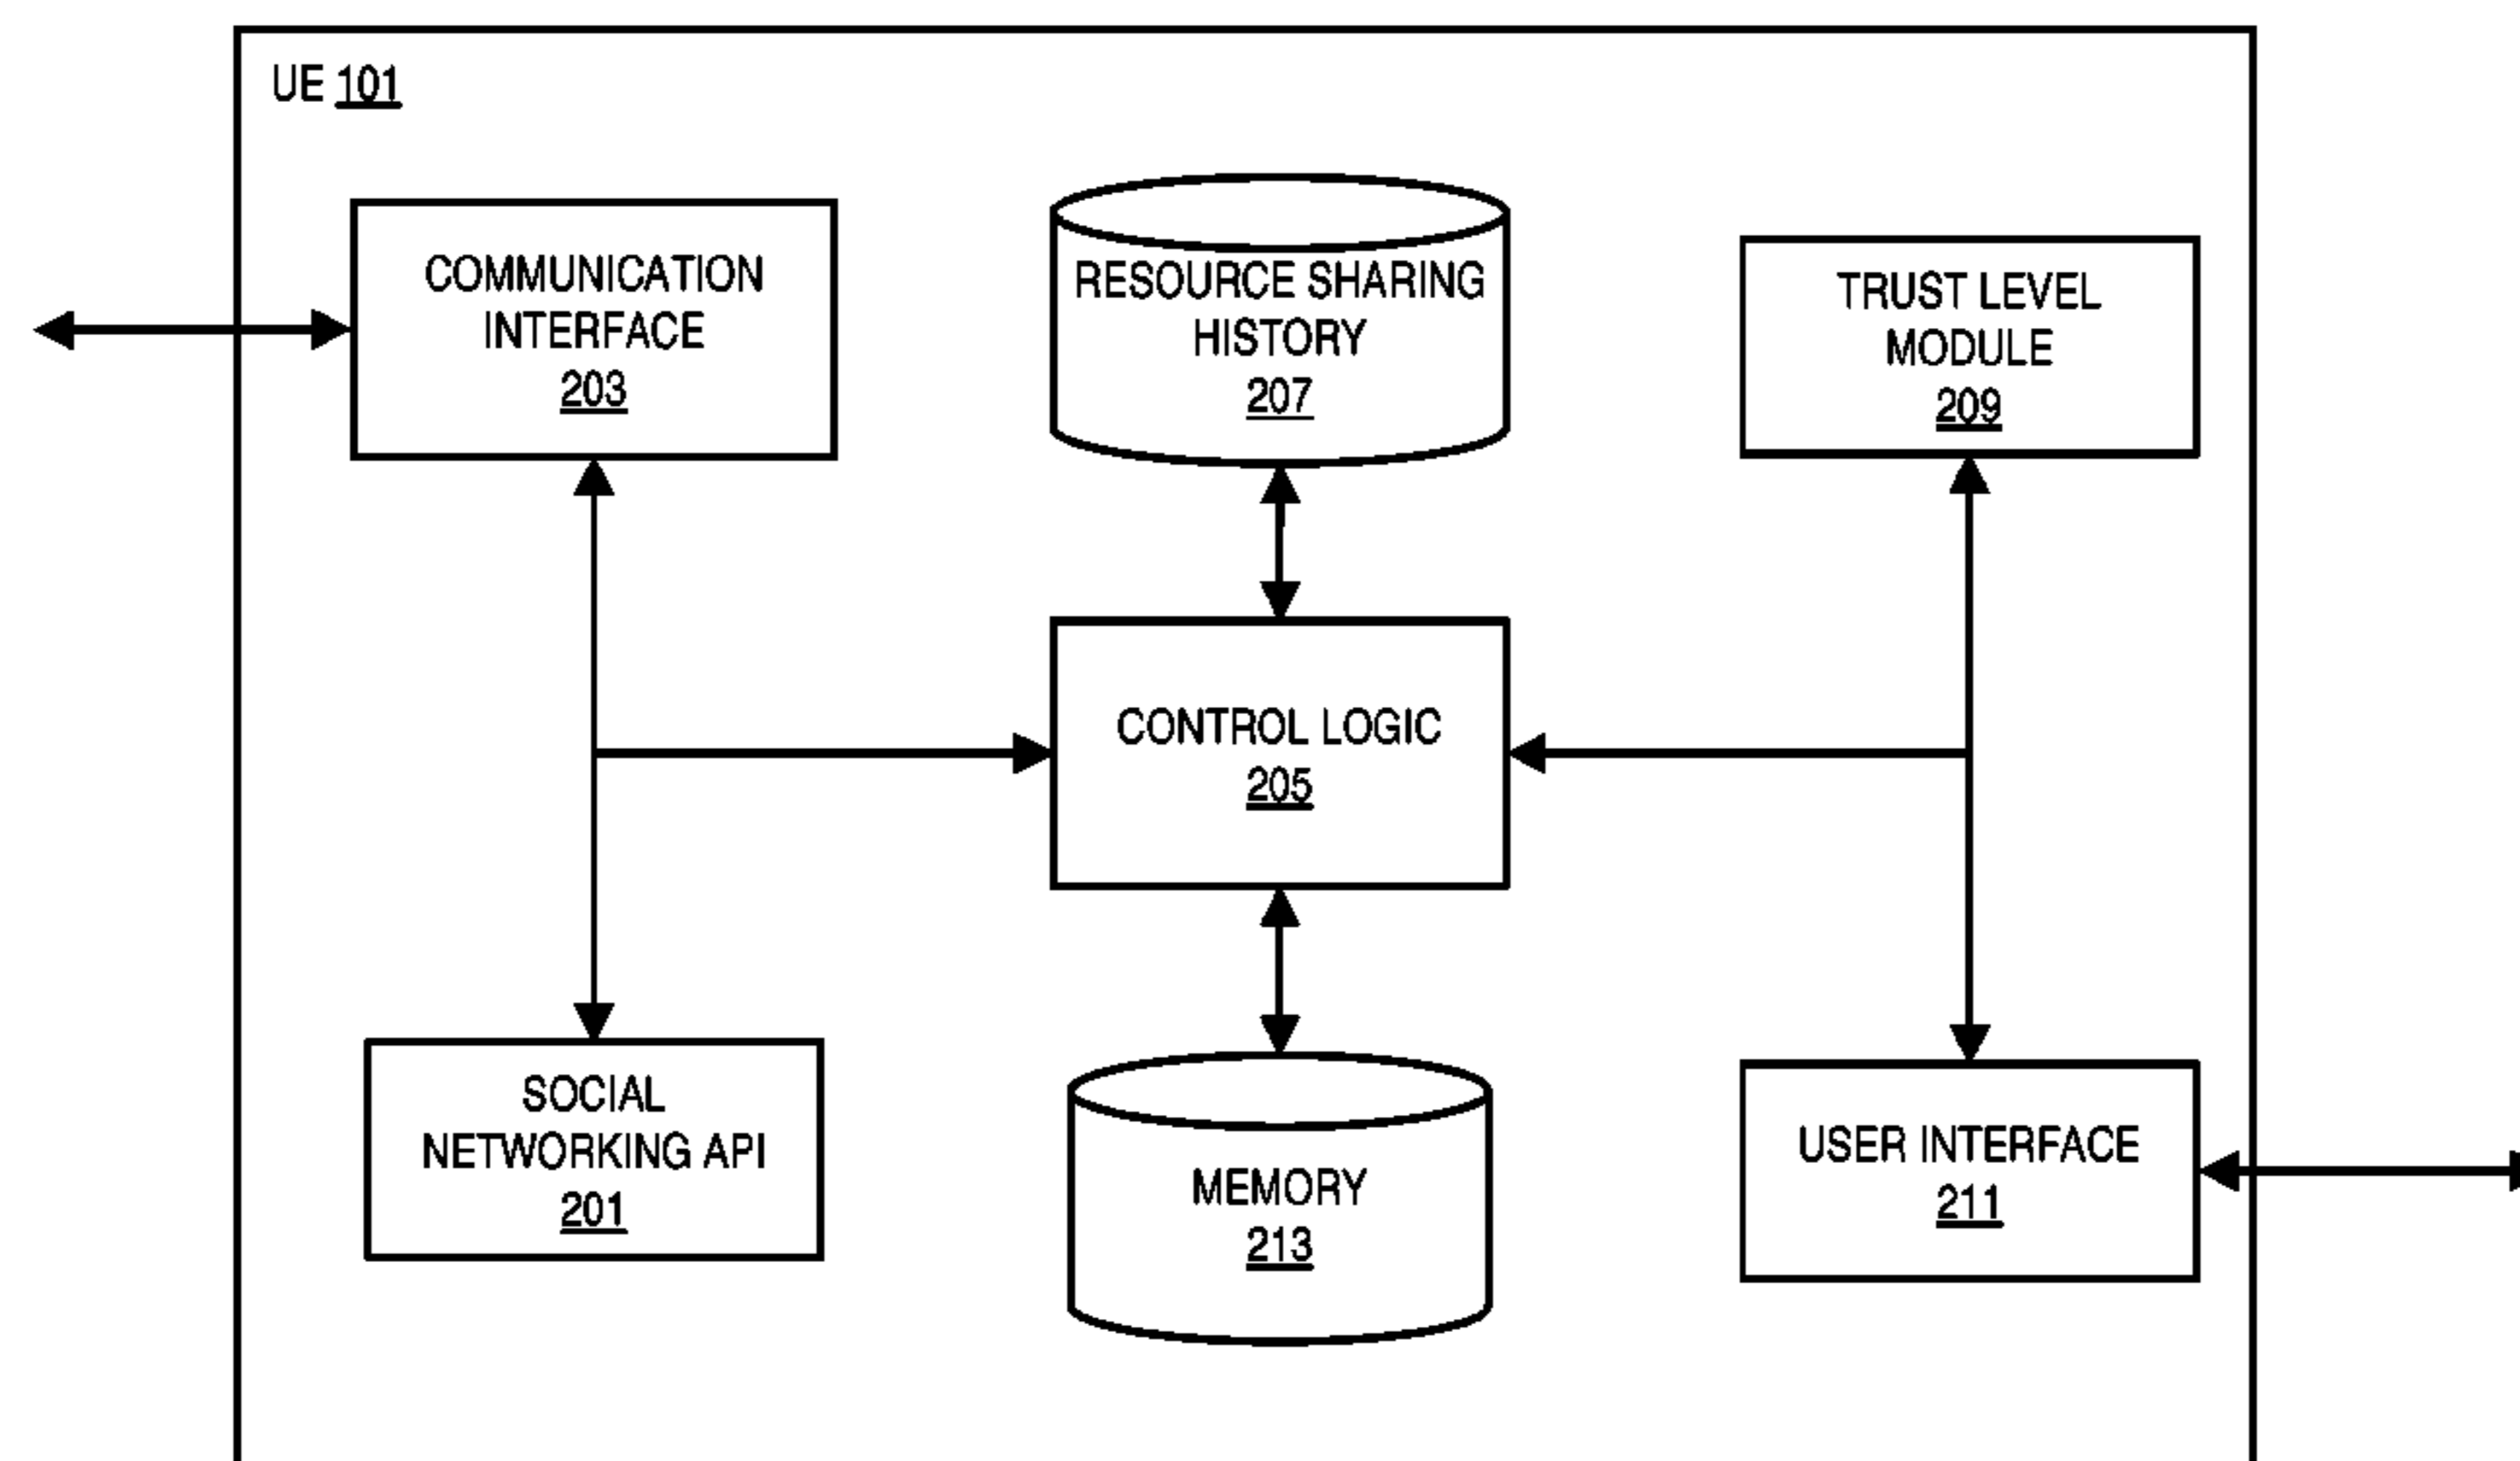 UE 101
COMMUNICATION
INTERFACE
203
RESOURCE SHARING
HISTORY
207
TRUST LEVEL
MODULE
209
CONTROL LOGIC
205
SOCIAL
NETWORKING API
201
MEMORY
213
USER INTERFACE
211